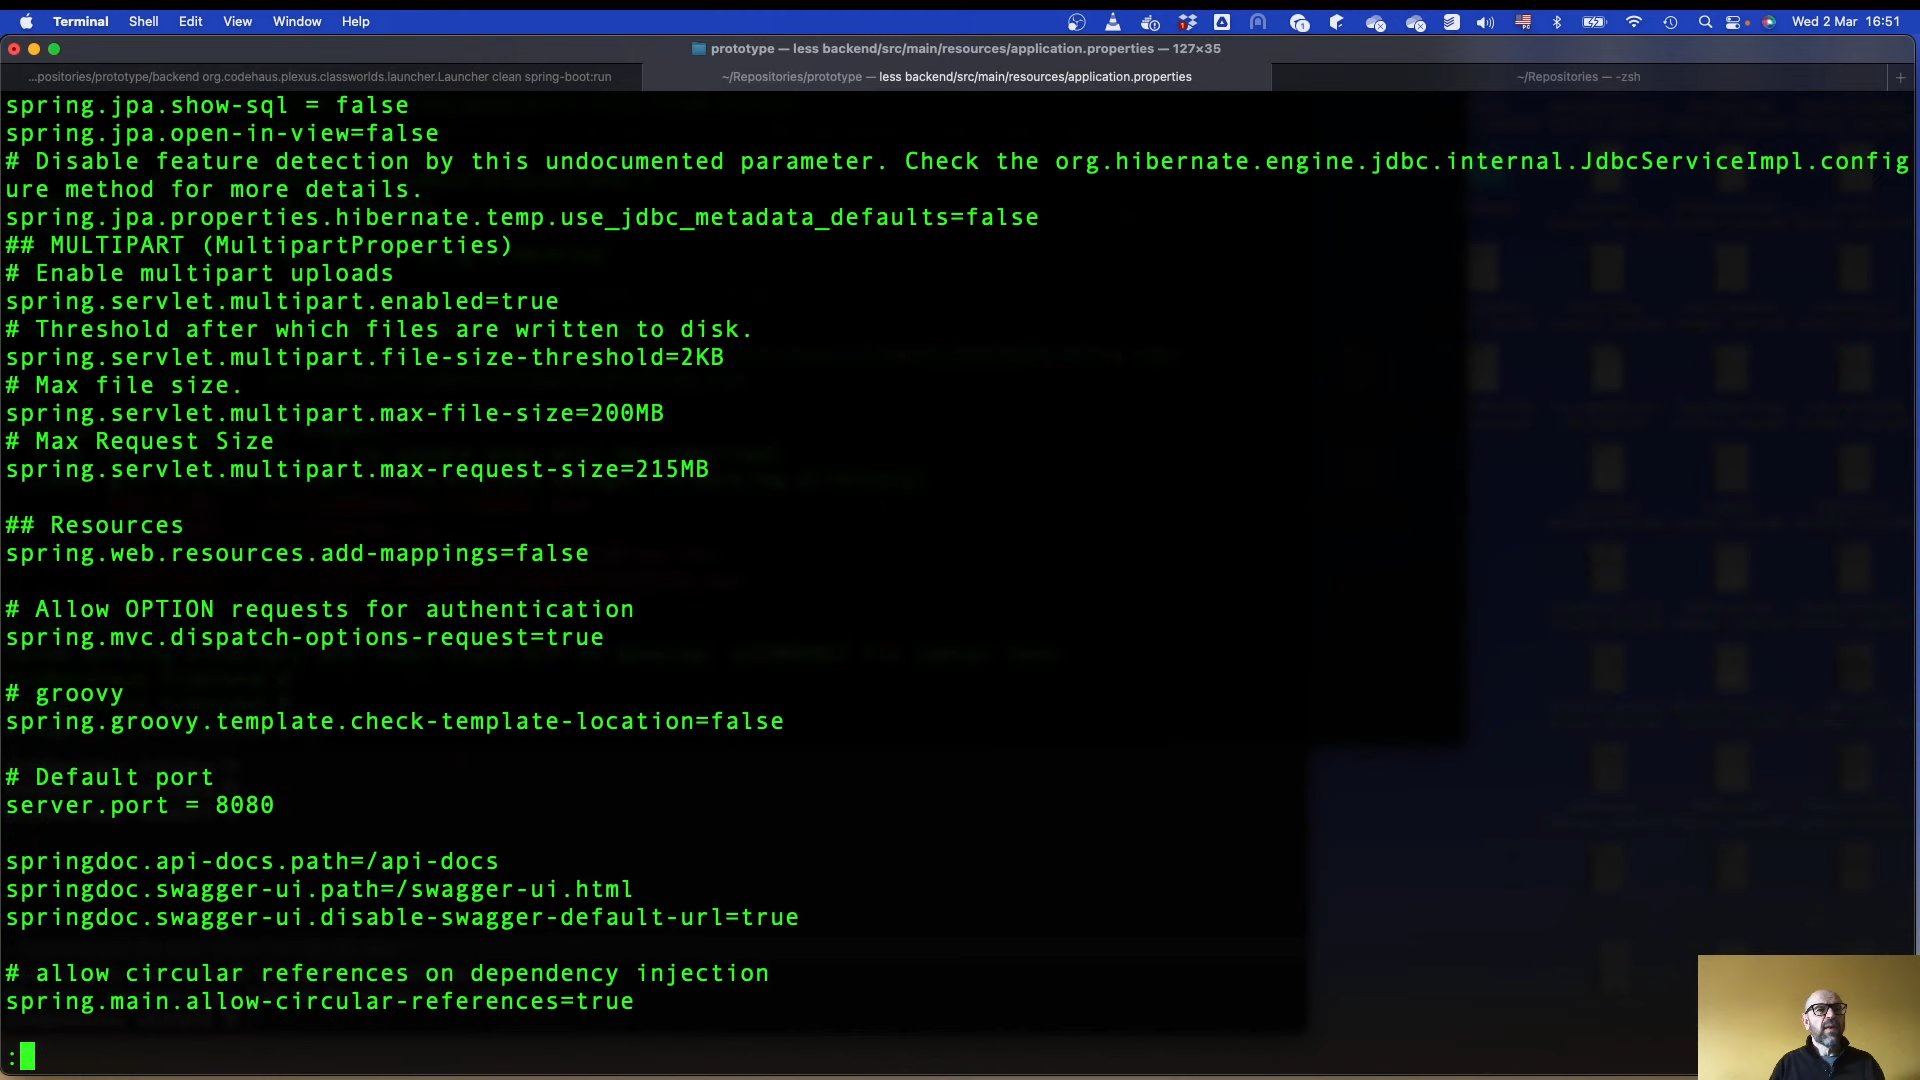 Terminal Shell Edit View Window Help Wed 2 Mar 16:51
prototype — less backend/src/main/resources/application.properties — 127×35
...positories/prototype/backend org.codehaus.plexus.classworlds.launcher.Launcher clean spring-boot:run ~/Repositories/prototype — less backend/src/main/resources/application.properties ~/Repositories — -zsh +
spring.jpa.show-sql = false
spring.jpa.open-in-view=false
# Disable feature detection by this undocumented parameter. Check the org.hibernate.engine.jdbc.internal.JdbcServiceImpl.config
ure method for more details.
spring.jpa.properties.hibernate.temp.use_jdbc_metadata_defaults=false
## MULTIPART (MultipartProperties)
# Enable multipart uploads
spring.servlet.multipart.enabled=true
# Threshold after which files are written to disk.
spring.servlet.multipart.file-size-threshold=2KB
# Max file size.
spring.servlet.multipart.max-file-size=200MB
# Max Request Size
spring.servlet.multipart.max-request-size=215MB
## Resources
spring.web.resources.add-mappings=false
# Allow OPTION requests for authentication
spring.mvc.dispatch-options-request=true
# groovy
spring.groovy.template.check-template-location=false
# Default port
server.port = 8080
springdoc.api-docs.path=/api-docs
springdoc.swagger-ui.path=/swagger-ui.html
springdoc.swagger-ui.disable-swagger-default-url=true
# allow circular references on dependency injection
spring.main.allow-circular-references=true
: